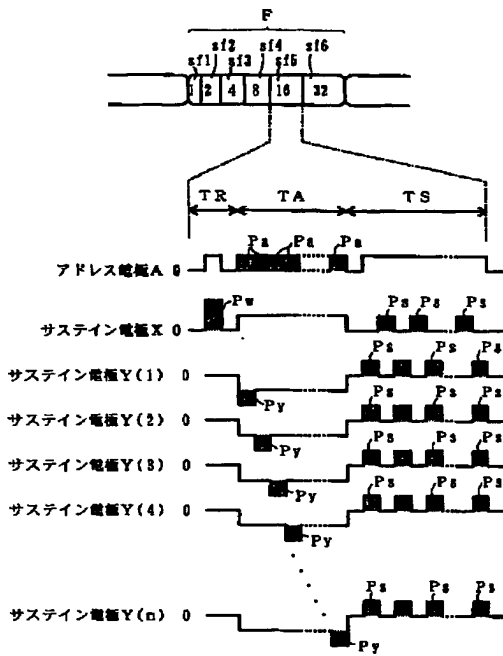 F
sf1 sf2 sf3 sf4 sf5 sf6
1 2 4 8 16 32
TR TA TS
アドレス電極A 0 Pa Pa Pa
サステイン電極X 0 Pw Ps Ps Ps
サステイン電極Y(1) 0 Py Ps Ps Ps
サステイン電極Y(2) 0 Py Ps Ps Ps
サステイン電極Y(3) 0 Py Ps Ps Ps
サステイン電極Y(4) 0 Py Ps Ps Ps
サステイン電極Y(n) 0 Py Ps Ps Ps